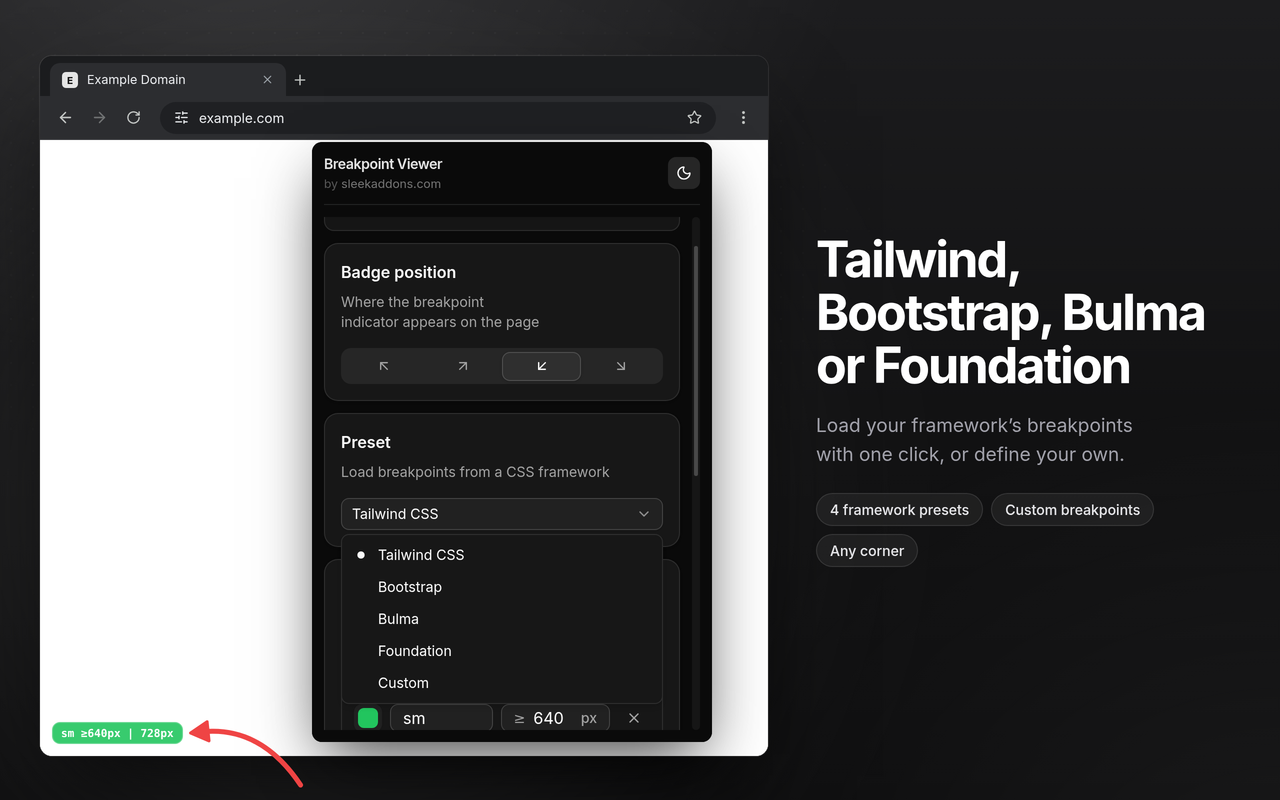 E Example Domain
example.com
Breakpoint Viewer
by sleekaddons.com
Badge position
Where the breakpoint
indicator appears on the page
Preset
Load breakpoints from a CSS framework
Tailwind CSS
Tailwind CSS
Bootstrap
Bulma
Foundation
Custom
sm ≥ 640 px
sm ≥640px | 728px
Tailwind,
Bootstrap, Bulma
or Foundation
Load your framework’s breakpoints
with one click, or define your own.
4 framework presets Custom breakpoints
Any corner